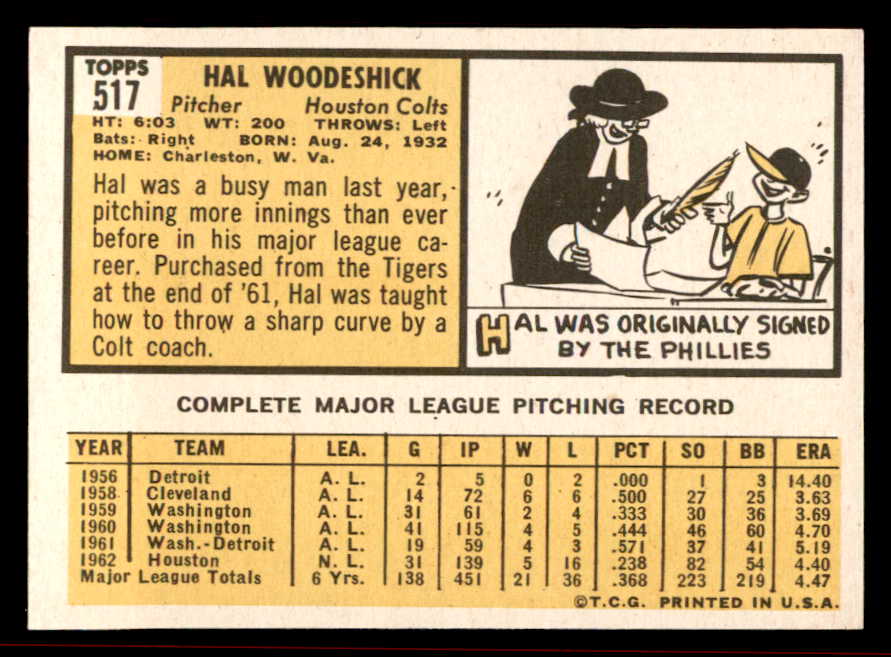 TOPPS
517
HAL WOODESHICK
Pitcher Houston Colts
HT: 6:03 WT: 200 THROWS: Left
Bats: Right BORN: Aug. 24, 1932
HOME: Charleston, W. Va.
Hal was a busy man last year,
pitching more innings than ever
before in his major league ca-
reer. Purchased from the Tigers
at the end of '61, Hal was taught
how to throw a sharp curve by a
Colt coach.
HAL WAS ORIGINALLY SIGNED
BY THE PHILLIES
COMPLETE MAJOR LEAGUE PITCHING RECORD
YEAR TEAM LEA. G IP W L PCT SO BB ERA
1956 Detroit A. L. 2 5 0 2 .000 1 3 14.40
1958 Cleveland A. L. 14 72 6 6 .500 27 25 3.63
1959 Washington A. L. 31 61 2 4 .333 30 36 3.69
1960 Washington A. L. 41 115 4 5 .444 46 60 4.70
1961 Wash.-Detroit A. L. 19 59 4 3 .571 37 41 5.19
1962 Houston N. L. 31 139 5 16 .238 82 54 4.40
Major League Totals 6 Yrs. 138 451 21 36 .368 223 219 4.47
©T.C.G. PRINTED IN U.S.A.